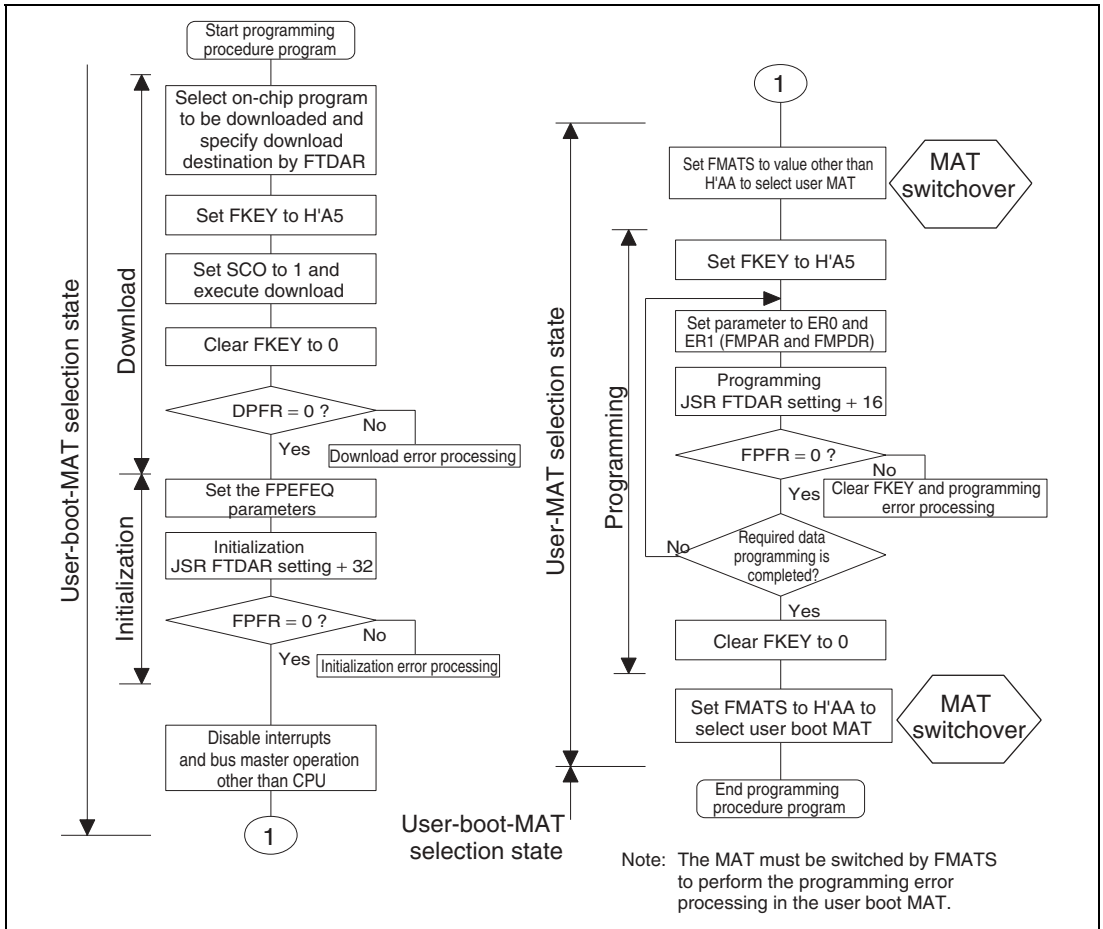 Start programming
procedure program
Select on-chip program
to be downloaded and
specify download
destination by FTDAR
Set FKEY to H'A5
Set SCO to 1 and
execute download
Clear FKEY to 0
DPFR = 0 ?
No
Yes
Download error processing
Set the FPEFEQ
parameters
Initialization
JSR FTDAR setting + 32
FPFR = 0 ?
No
Yes
Initialization error processing
Disable interrupts
and bus master operation
other than CPU
1
User-boot-MAT selection state
Download
Initialization
1
Set FMATS to value other than
H'AA to select user MAT
MAT
switchover
Set FKEY to H'A5
Set parameter to ER0 and
ER1 (FMPAR and FMPDR)
Programming
JSR FTDAR setting + 16
FPFR = 0 ?
No
Yes
Clear FKEY and programming
error processing
Required data
programming is
completed?
No
Yes
Clear FKEY to 0
Set FMATS to H'AA to
select user boot MAT
MAT
switchover
End programming
procedure program
User-MAT selection state
Programming
User-boot-MAT
selection state
Note: The MAT must be switched by FMATS
to perform the programming error
processing in the user boot MAT.